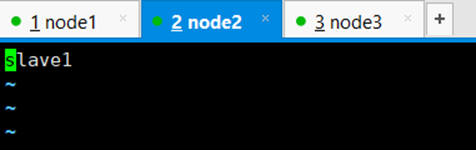 1 node1 × 2 node2 × 3 node3 × +
slave1
~
~
~